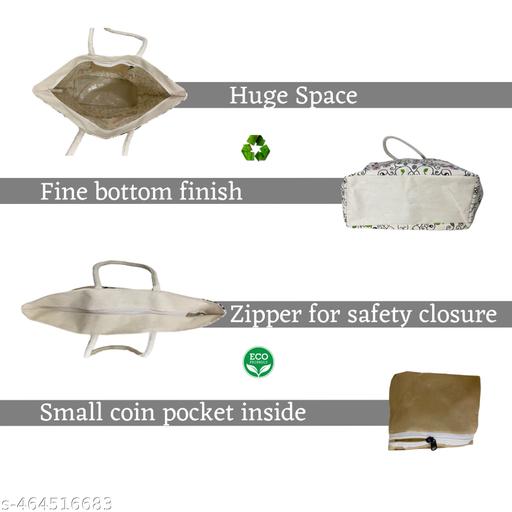 Huge Space
Fine bottom finish
Zipper for safety closure
ECO
Small coin pocket inside
s-464516683